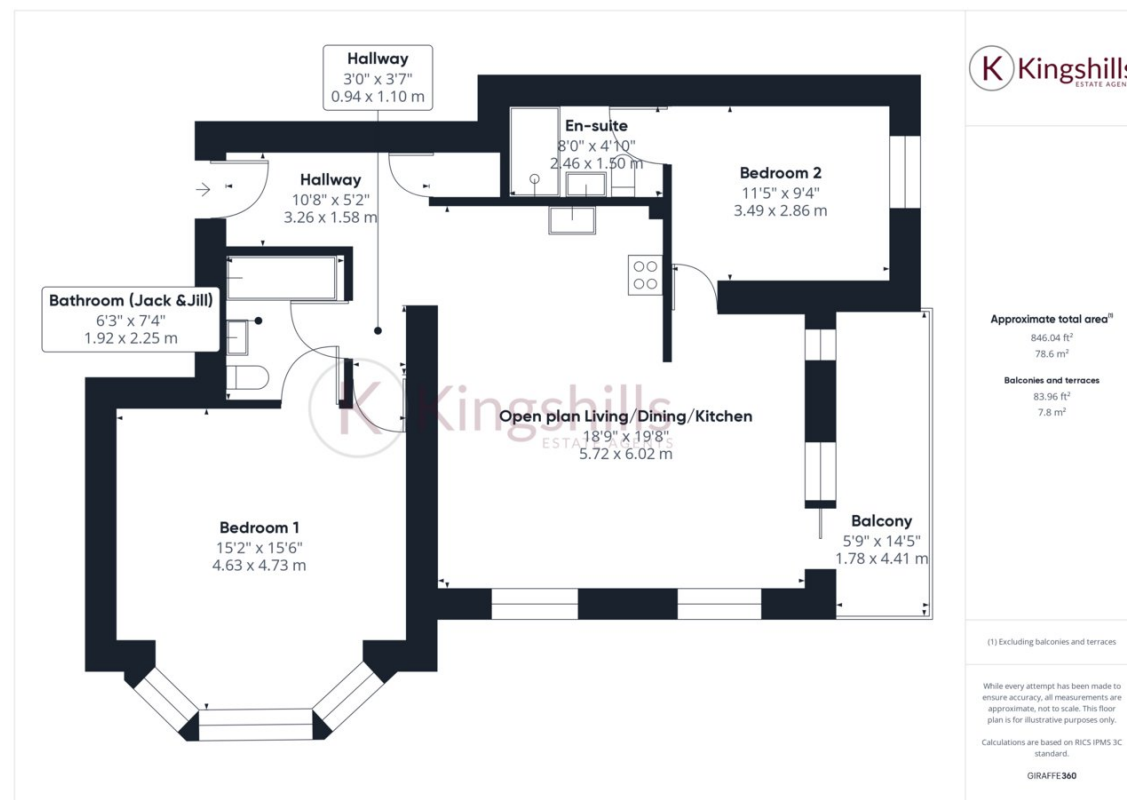 Hallway
3'0" x 3'7"
0.94 x 1.10 m
En-suite
8'0" x 4'10"
2.46 x 1.50 m
Hallway
10'8" x 5'2"
3.26 x 1.58 m
Bedroom 2
11'5" x 9'4"
3.49 x 2.86 m
Bathroom (Jack &Jill)
6'3" x 7'4"
1.92 x 2.25 m
K Kingshills
ESTATE AGENTS
Open plan Living/Dining/Kitchen
18'9" x 19'8"
5.72 x 6.02 m
Bedroom 1
15'2" x 15'6"
4.63 x 4.73 m
Balcony
5'9" x 14'5"
1.78 x 4.41 m
K Kingshills
ESTATE AGEN
Approximate total area(1)
846.04 ft²
78.6 m²
Balconies and terraces
83.96 ft²
7.8 m²
(1) Excluding balconies and terraces
While every attempt has been made to
ensure accuracy, all measurements are
approximate, not to scale. This floor
plan is for illustrative purposes only.
Calculations are based on RICS IPMS 3C
standard.
GIRAFFE360